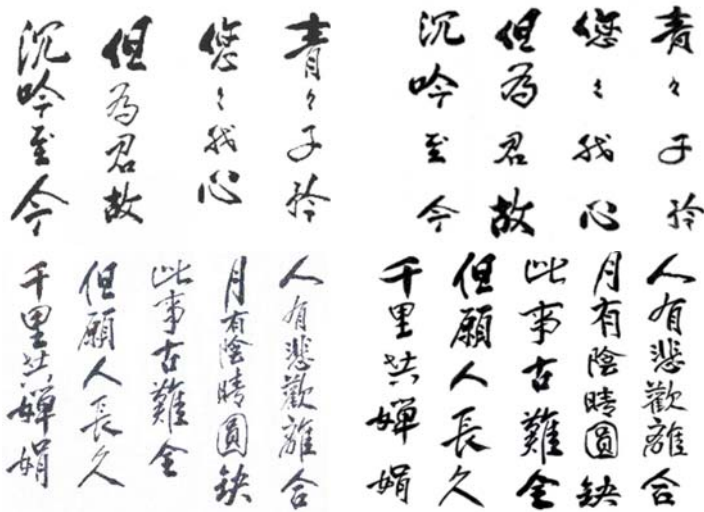 青々子衿
悠々我心
但為君故
沉吟至今
青々子衿
悠々我心
但為君故
沉吟至今
人有悲歡離合
月有陰晴圓缺
此事古難全
但願人長久
千里共嬋娟
人有悲歡離合
月有陰晴圓缺
此事古難全
但願人長久
千里共嬋娟